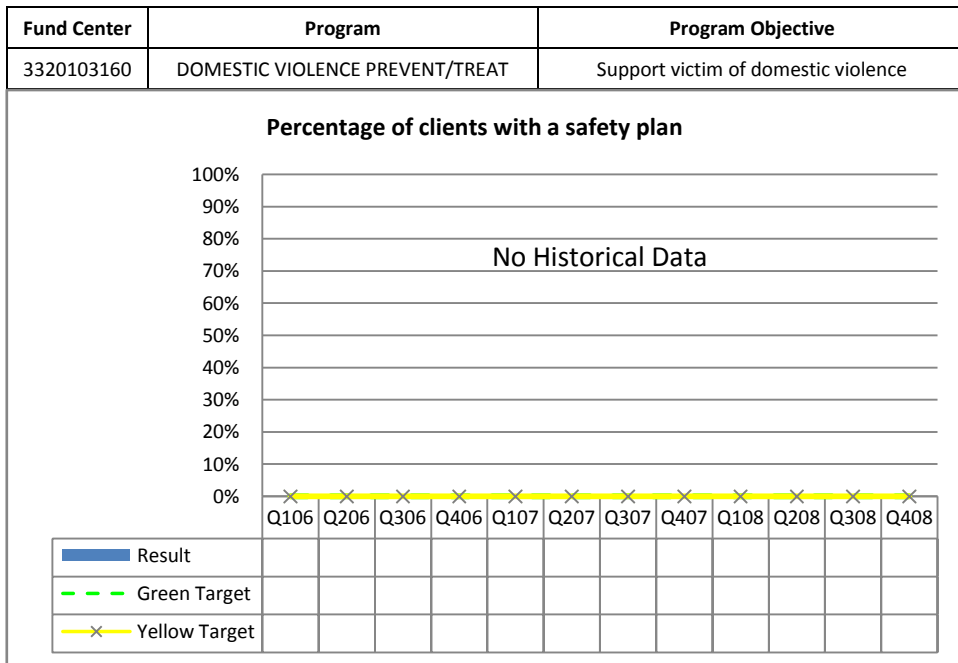 Fund Center Program Program Objective
3320103160 DOMESTIC VIOLENCE PREVENT/TREAT Support victim of domestic violence
Percentage of clients with a safety plan
100%
90%
80%
No Historical Data
70%
60%
50%
40%
30%
20%
10%
0%
Q106 Q206 Q306 Q406 Q107 Q207 Q307 Q407 Q108 Q208 Q308 Q408
Result
Green Target
Yellow Target